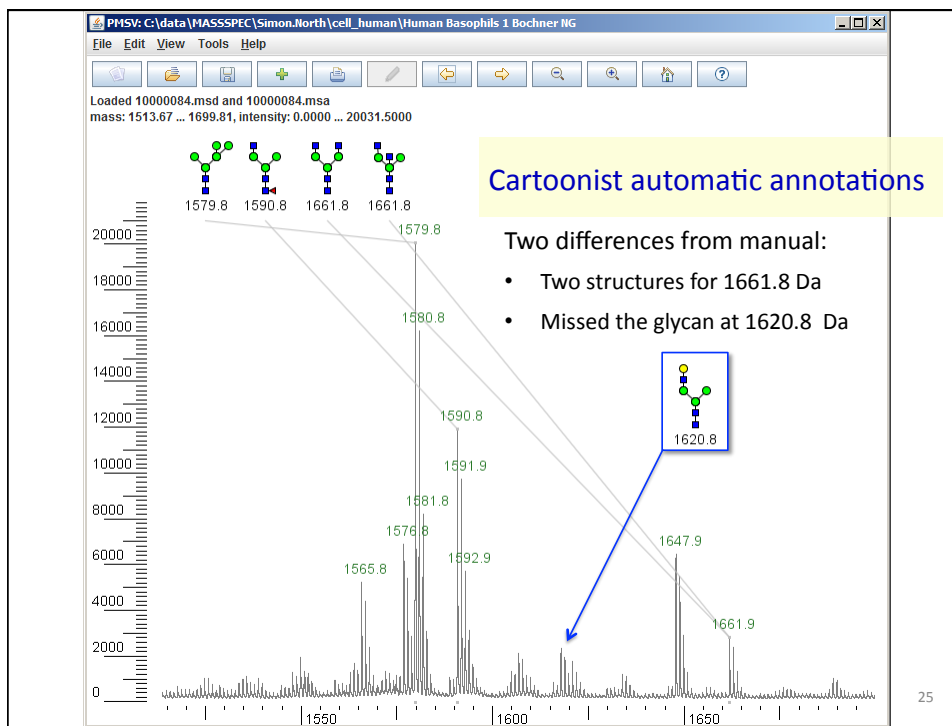 PMSV: C:\data\MASSSPEC\Simon.North\cell_human\Human Basophils 1 Bochner NG
File Edit View Tools Help
Loaded 10000084.msd and 10000084.msa
mass: 1513.67 ... 1699.81, intensity: 0.0000 ... 20031.5000
1579.8 1590.8 1661.8 1661.8
Cartoonist automatic annotations
Two differences from manual:
• Two structures for 1661.8 Da
• Missed the glycan at 1620.8 Da
1620.8
20000
18000
16000
14000
12000
10000
8000
6000
4000
2000
0
1579.8
1580.8
1590.8
1591.9
1581.8
1576.8
1592.9
1565.8
1647.9
1661.9
1550 1600 1650
25